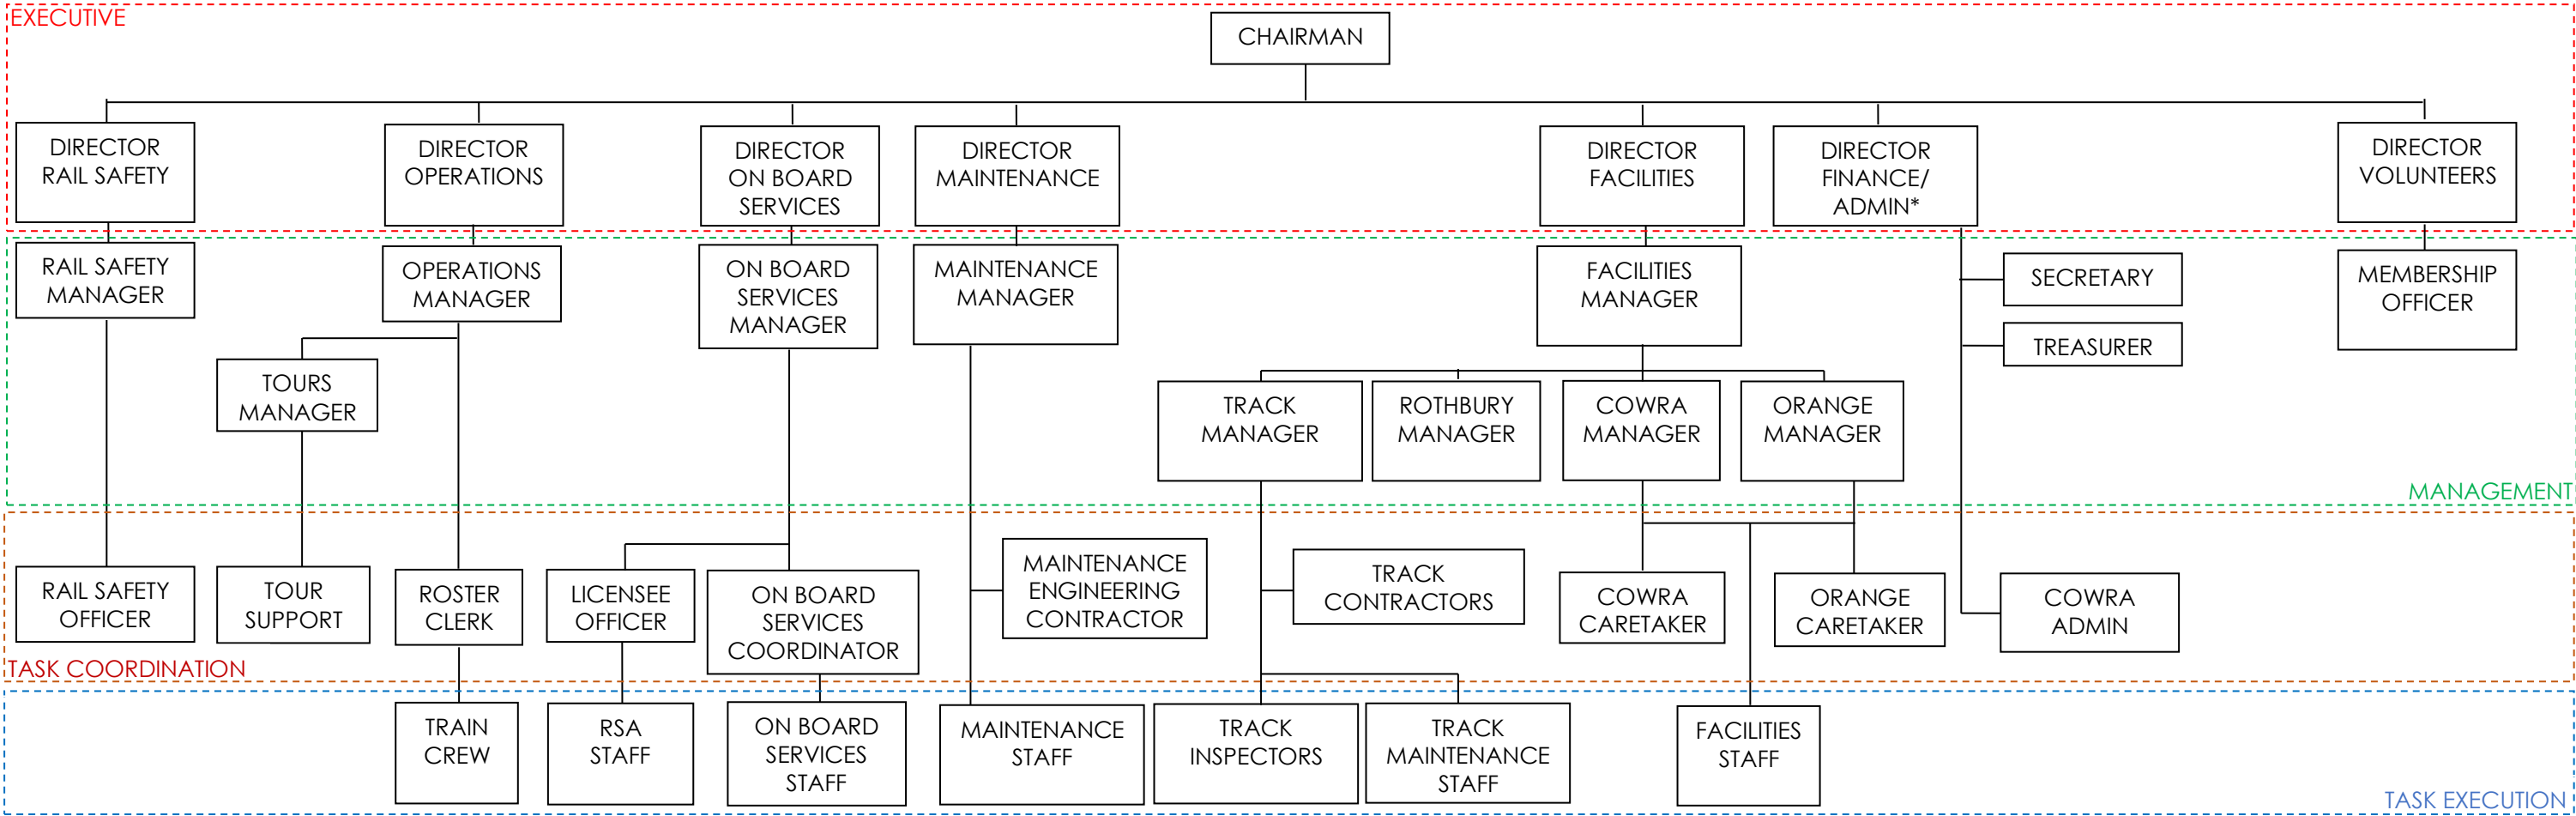 EXECUTIVE
CHAIRMAN
DIRECTOR
RAIL SAFETY
DIRECTOR
OPERATIONS
DIRECTOR
ON BOARD
SERVICES
DIRECTOR
MAINTENANCE
DIRECTOR
FACILITIES
DIRECTOR
FINANCE/
ADMIN*
DIRECTOR
VOLUNTEERS
RAIL SAFETY
MANAGER
OPERATIONS
MANAGER
ON BOARD
SERVICES
MANAGER
MAINTENANCE
MANAGER
FACILITIES
MANAGER
SECRETARY
TREASURER
MEMBERSHIP
OFFICER
TOURS
MANAGER
TRACK
MANAGER
ROTHBURY
MANAGER
COWRA
MANAGER
ORANGE
MANAGER
MANAGEMENT
RAIL SAFETY
OFFICER
TOUR
SUPPORT
ROSTER
CLERK
LICENSEE
OFFICER
ON BOARD
SERVICES
COORDINATOR
MAINTENANCE
ENGINEERING
CONTRACTOR
TRACK
CONTRACTORS
COWRA
CARETAKER
ORANGE
CARETAKER
COWRA
ADMIN
TASK COORDINATION
TRAIN
CREW
RSA
STAFF
ON BOARD
SERVICES
STAFF
MAINTENANCE
STAFF
TRACK
INSPECTORS
TRACK
MAINTENANCE
STAFF
FACILITIES
STAFF
TASK EXECUTION